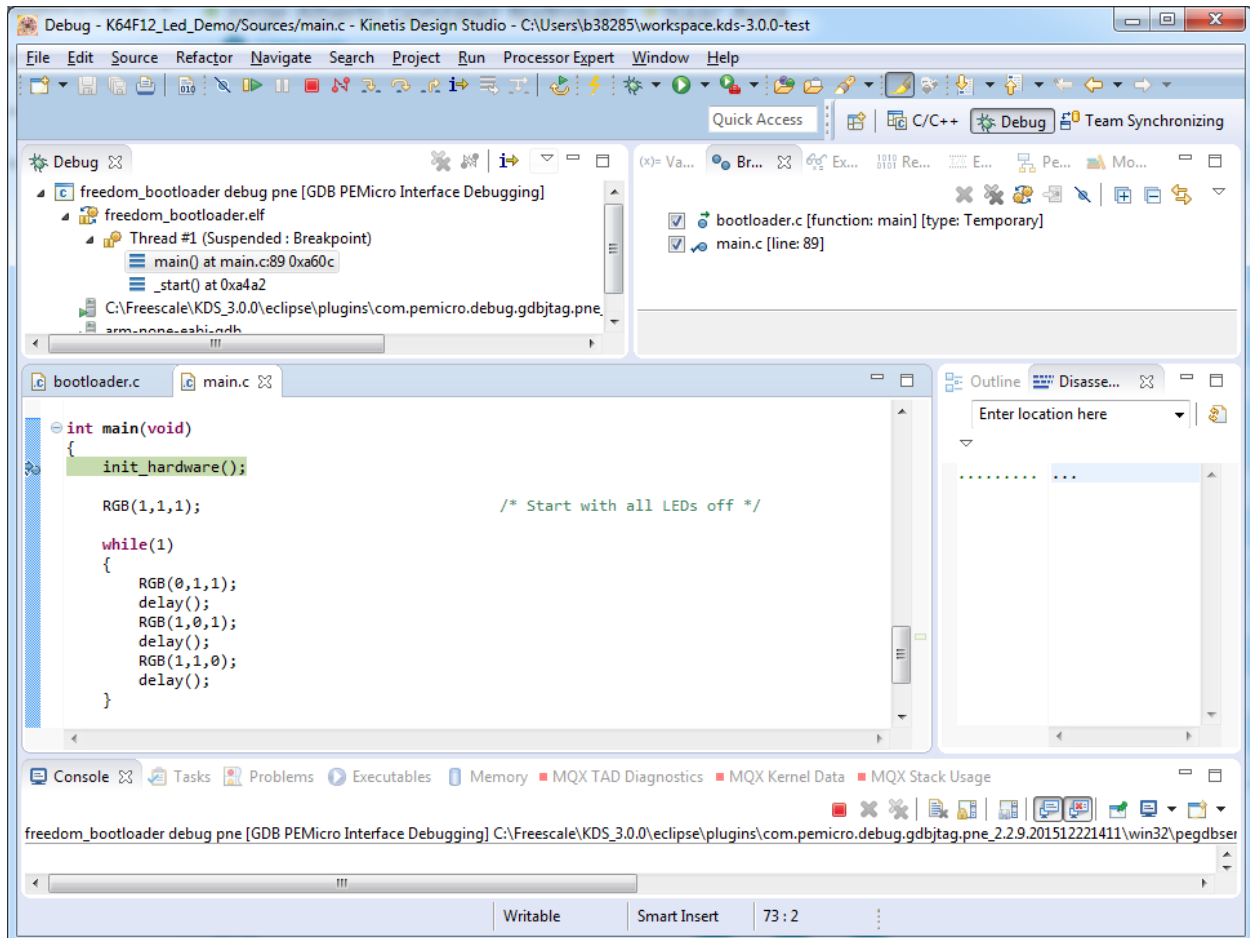 Debug - K64F12_Led_Demo/Sources/main.c - Kinetis Design Studio - C:\Users\b38285\workspace.kds-3.0.0-test
File Edit Source Refactor Navigate Search Project Run Processor Expert Window Help
Quick Access C/C++ Debug Team Synchronizing
Debug
freedom_bootloader debug pne [GDB PEMicro Interface Debugging]
freedom_bootloader.elf
Thread #1 (Suspended : Breakpoint)
main() at main.c:89 0xa60c
_start() at 0xa4a2
C:\Freescale\KDS_3.0.0\eclipse\plugins\com.pemicro.debug.gdbjtag.pne_
arm-none-eabi-gdb
(x)= Va... Br... Ex... Re... E... Pe... Mo...
bootloader.c [function: main] [type: Temporary]
main.c [line: 89]
bootloader.c main.c
int main(void)
{
init_hardware();
RGB(1,1,1); /* Start with all LEDs off */
while(1)
{
RGB(0,1,1);
delay();
RGB(1,0,1);
delay();
RGB(1,1,0);
delay();
}
Outline Disasse...
Enter location here
......... ...
Console Tasks Problems Executables Memory MQX TAD Diagnostics MQX Kernel Data MQX Stack Usage
freedom_bootloader debug pne [GDB PEMicro Interface Debugging] C:\Freescale\KDS_3.0.0\eclipse\plugins\com.pemicro.debug.gdbjtag.pne_2.2.9.201512221411\win32\pegdbser
Writable Smart Insert 73 : 2